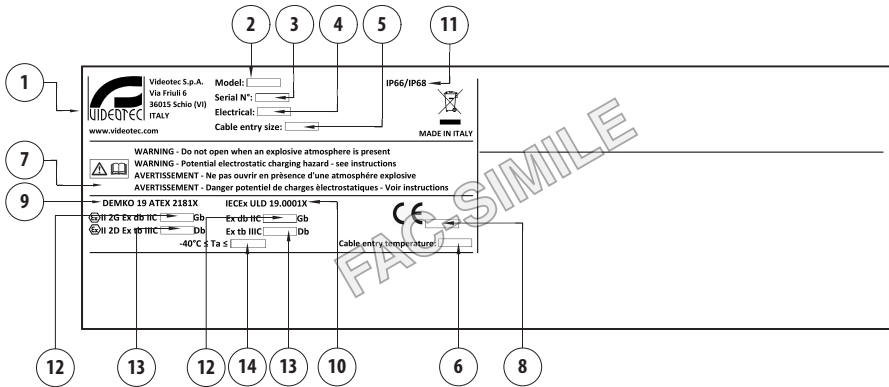 2
3
4
5
11
1
VIDEOTEC
www.videotec.com
Videotec S.p.A.
Via Friuli 6
36015 Schio (VI)
ITALY
Model:
Serial N°:
Electrical:
Cable entry size:
IP66/IP68
MADE IN ITALY
7
WARNING - Do not open when an explosive atmosphere is present
WARNING - Potential electrostatic charging hazard - see instructions
AVERTISSEMENT - Ne pas ouvrir en prèsence d'une atmosphére explosive
AVERTISSEMENT - Danger potentiel de charges èlectrostatiques - Voir instructions
9
DEMKO 19 ATEX 2181X
IECEx ULD 19.0001X
Ex II 2G Ex db IIC Gb
Ex db IIC Gb
Ex II 2D Ex tb IIIC Db
Ex tb IIIC Db
-40°C ≤ Ta ≤
CE
Cable entry temperature:
FAC-SIMILE
12
13
12
14
13
10
6
8